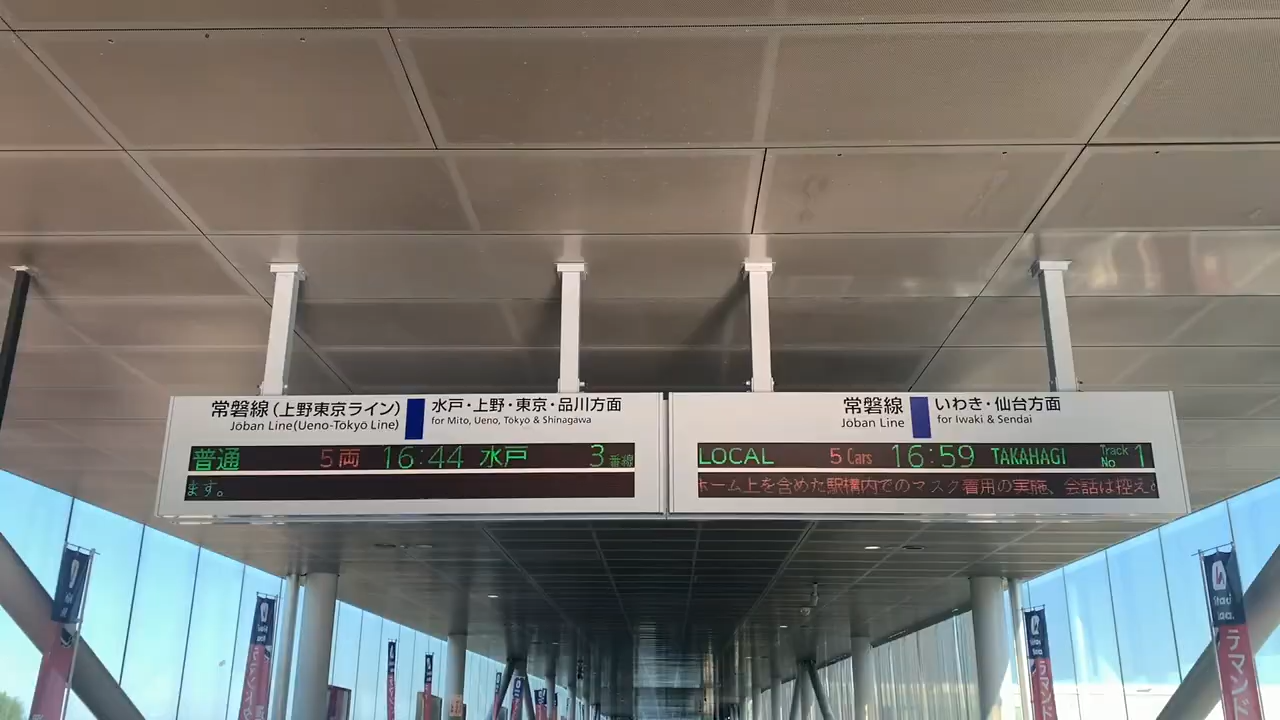 常磐線(上野東京ライン) 水戸・上野・東京・品川方面
Jōban Line(Ueno-Tokyo Line) for Mito, Ueno, Tōkyō & Shinagawa
普通 5両 16:44 水戸 3番線
ます。
常磐線 いわき・仙台方面
Jōban Line for Iwaki & Sendai
LOCAL 5 Cars 16:59 TAKAHAGI Track No 1
ホーム上を含めた駅構内でのマスク着用の実施、会話は控え